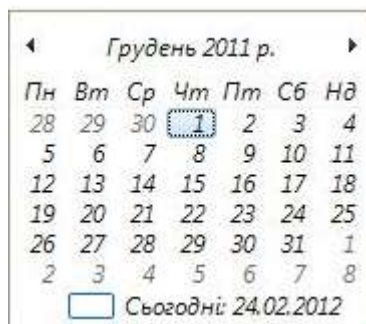 Грудень 2011 р.
Пн Вт Ср Чт Пт Сб Нд
28 29 30 1 2 3 4
5 6 7 8 9 10 11
12 13 14 15 16 17 18
19 20 21 22 23 24 25
26 27 28 29 30 31 1
2 3 4 5 6 7 8
Сьогодні: 24.02.2012